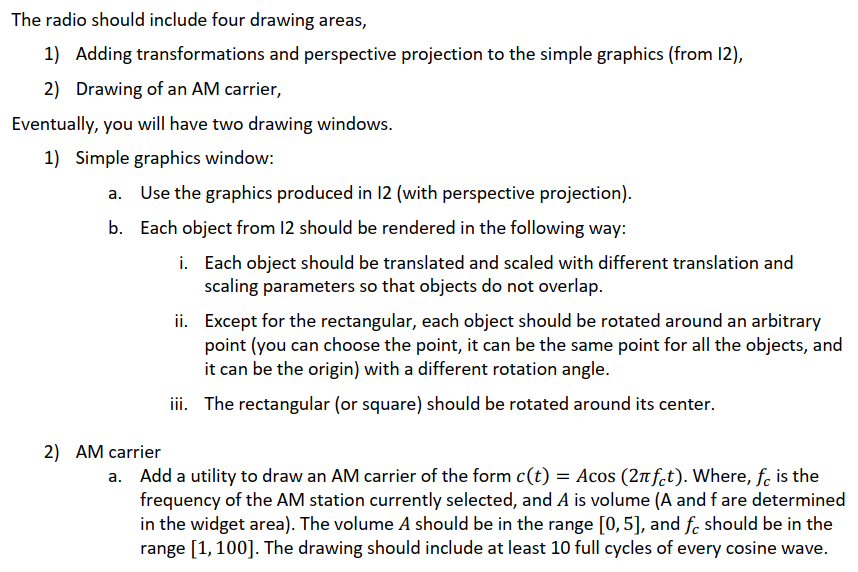 The radio should include four drawing areas,
1) Adding transformations and perspective projection to the simple graphics (from I2),
2) Drawing of an AM carrier,
Eventually, you will have two drawing windows.
1) Simple graphics window:
a. Use the graphics produced in I2 (with perspective projection).
b. Each object from I2 should be rendered in the following way:
i. Each object should be translated and scaled with different translation and
scaling parameters so that objects do not overlap.
ii. Except for the rectangular, each object should be rotated around an arbitrary
point (you can choose the point, it can be the same point for all the objects, and
it can be the origin) with a different rotation angle.
iii. The rectangular (or square) should be rotated around its center.
2) AM carrier
a. Add a utility to draw an AM carrier of the form c(t) = Acos (2πf_c t). Where, f_c is the
frequency of the AM station currently selected, and A is volume (A and f are determined
in the widget area). The volume A should be in the range [0, 5], and f_c should be in the
range [1, 100]. The drawing should include at least 10 full cycles of every cosine wave.